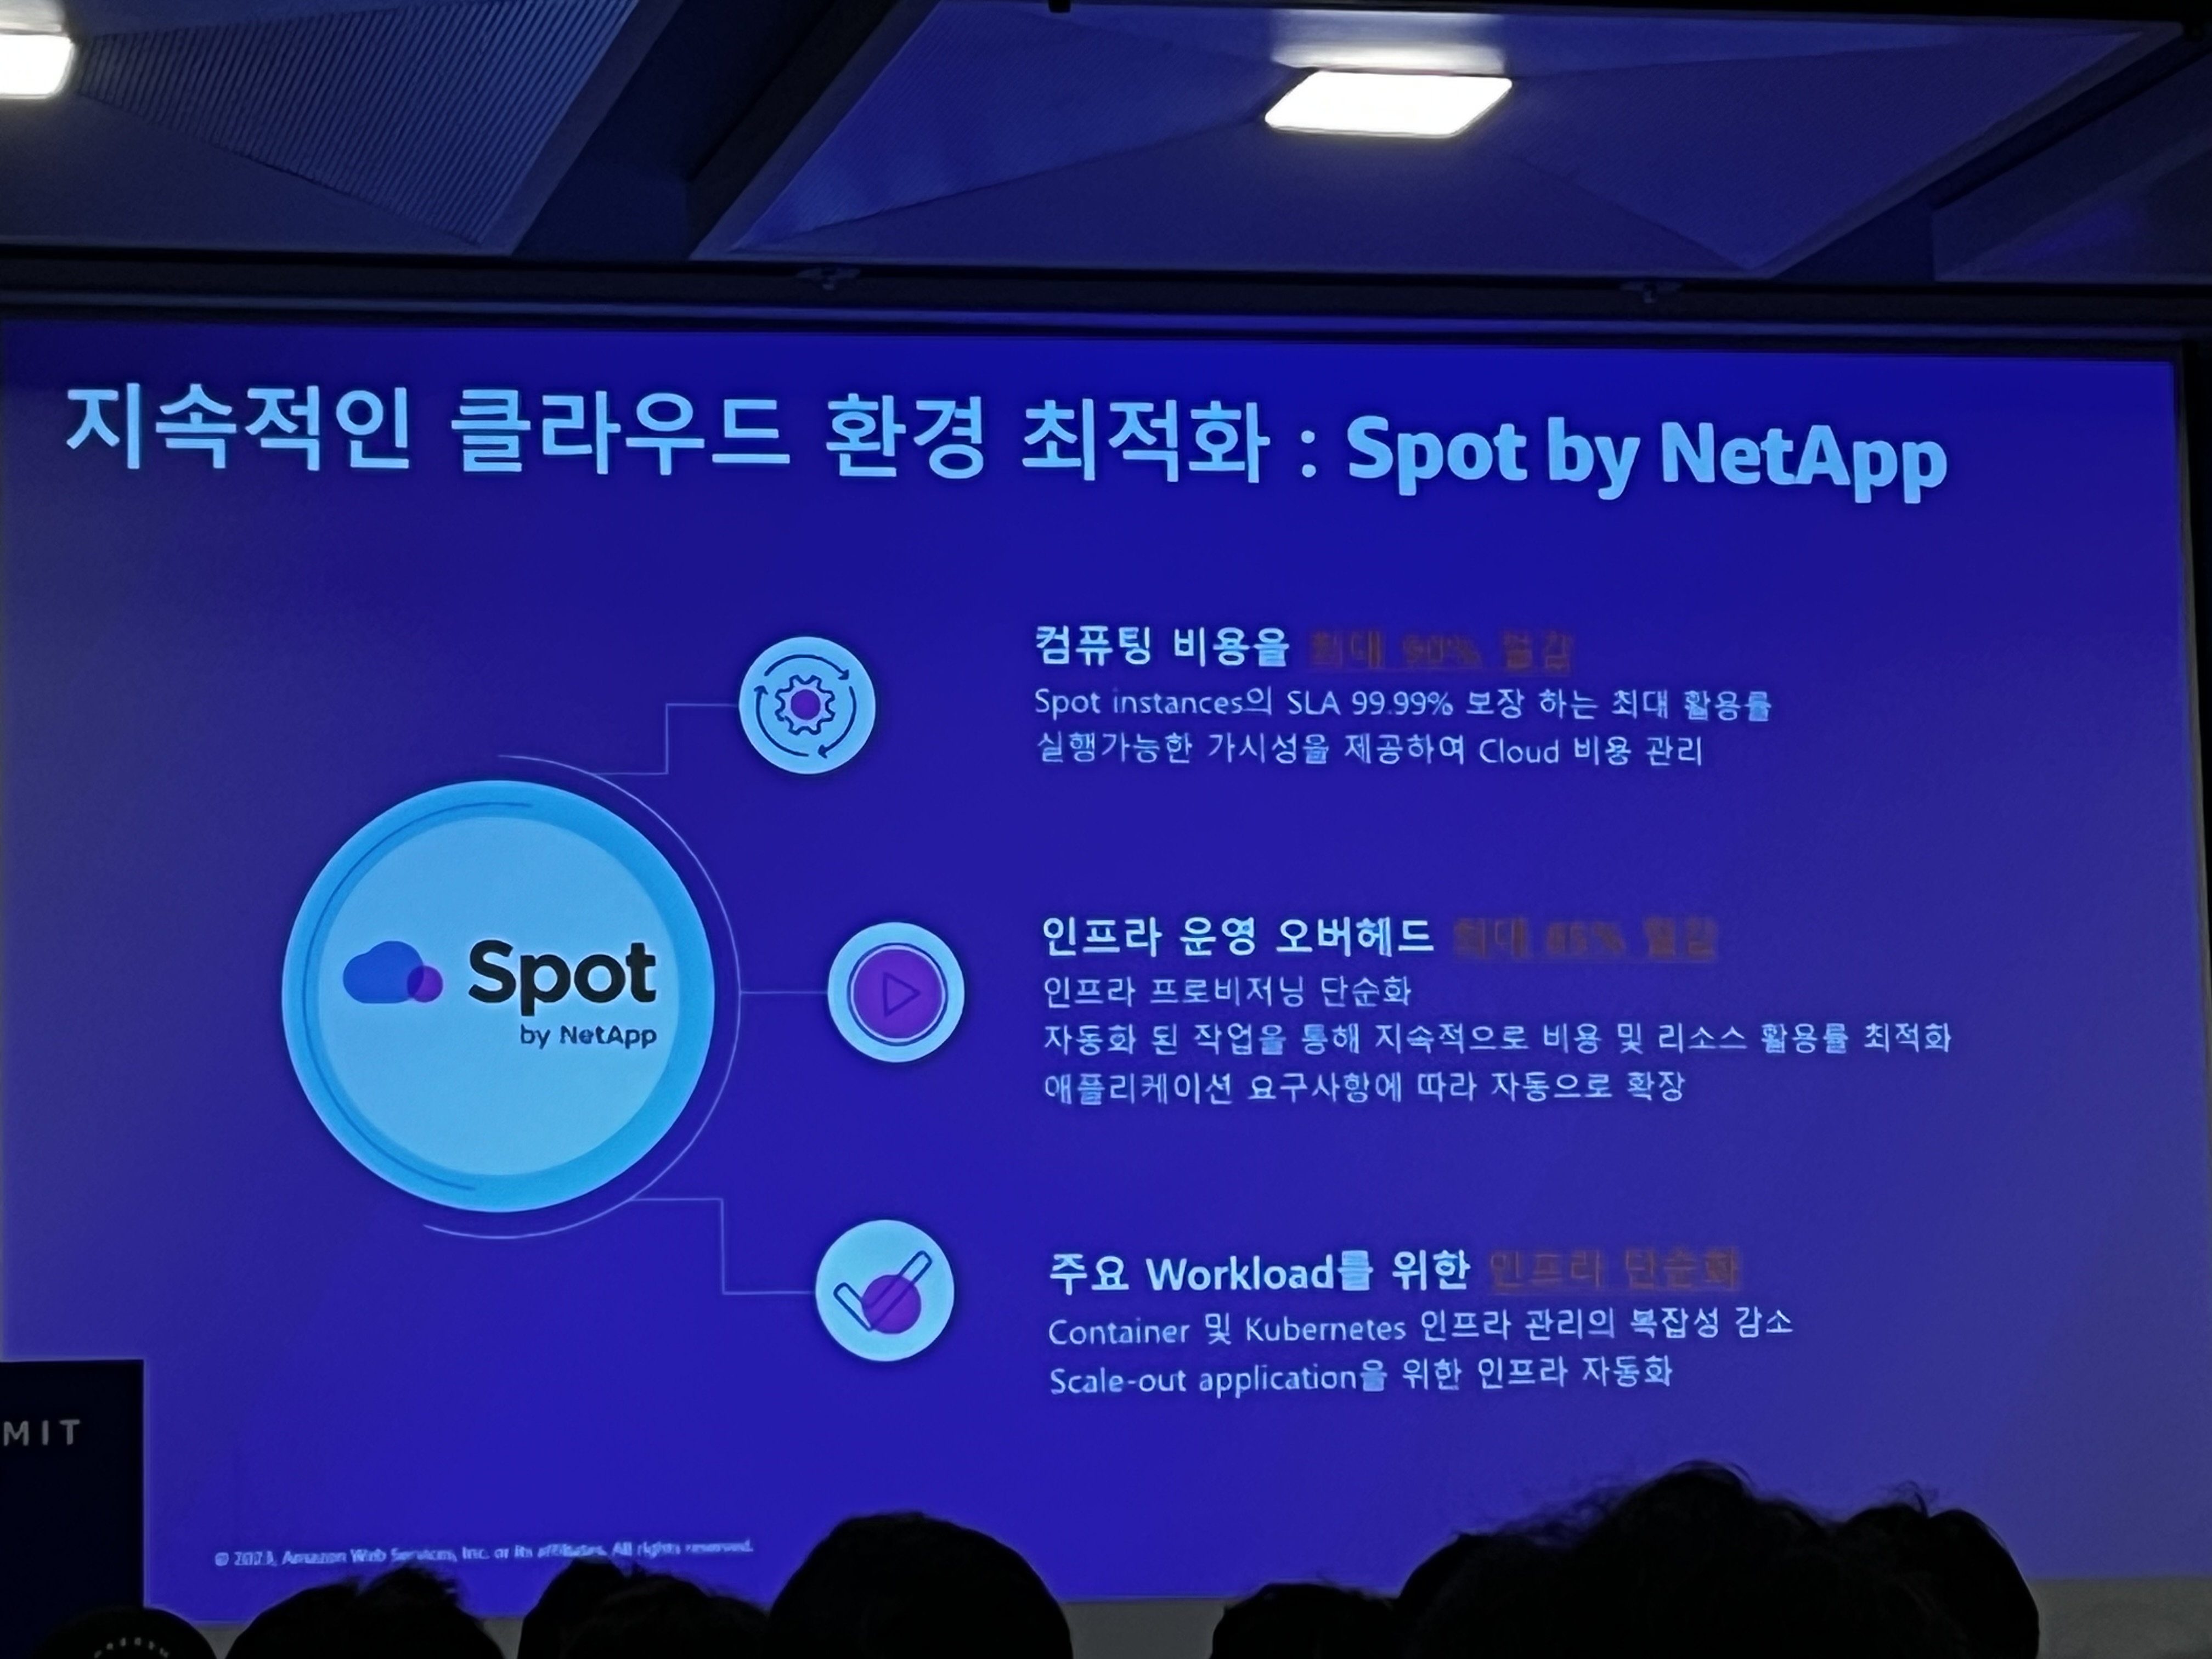 지속적인 클라우드 환경 최적화 : Spot by NetApp
컴퓨팅 비용을 최대 90% 절감
Spot instances의 SLA 99.99% 보장 하는 최대 활용률
실행가능한 가시성을 제공하여 Cloud 비용 관리
Spot
by NetApp
인프라 운영 오버헤드 최대 절감
인프라 프로비저닝 단순화
자동화 된 작업을 통해 지속적으로 비용 및 리소스 활용률 최적화
애플리케이션 요구사항에 따라 자동으로 확장
주요 Workload를 위한 인프라 단순화
Container 및 Kubernetes 인프라 관리의 복잡성 감소
Scale-out application을 위한 인프라 자동화
MIT
© 2023, Amazon Web Services, Inc. or its affiliates. All rights reserved.